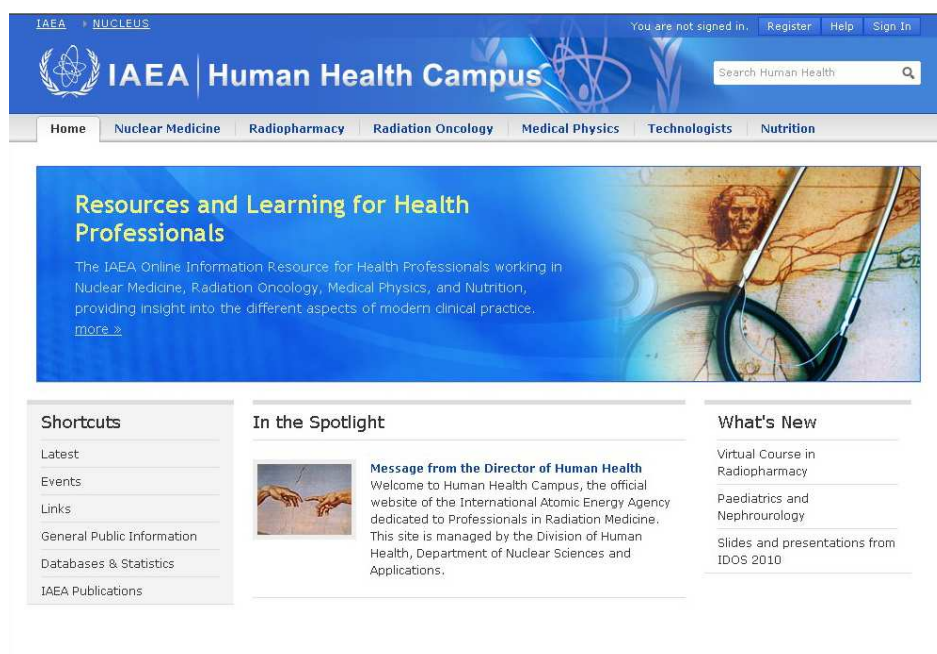 IAEA NUCLEUS
You are not signed in. Register Help Sign In
IAEA Human Health Campus
Search Human Health
Home Nuclear Medicine Radiopharmacy Radiation Oncology Medical Physics Technologists Nutrition
Resources and Learning for Health
Professionals
The IAEA Online Information Resource for Health Professionals working in
Nuclear Medicine, Radiation Oncology, Medical Physics, and Nutrition,
providing insight into the different aspects of modern clinical practice.
more »
Shortcuts
Latest
Events
Links
General Public Information
Databases & Statistics
IAEA Publications
In the Spotlight
Message from the Director of Human Health
Welcome to Human Health Campus, the official
website of the International Atomic Energy Agency
dedicated to Professionals in Radiation Medicine.
This site is managed by the Division of Human
Health, Department of Nuclear Sciences and
Applications.
What's New
Virtual Course in
Radiopharmacy
Paediatrics and
Nephrourology
Slides and presentations from
IDOS 2010